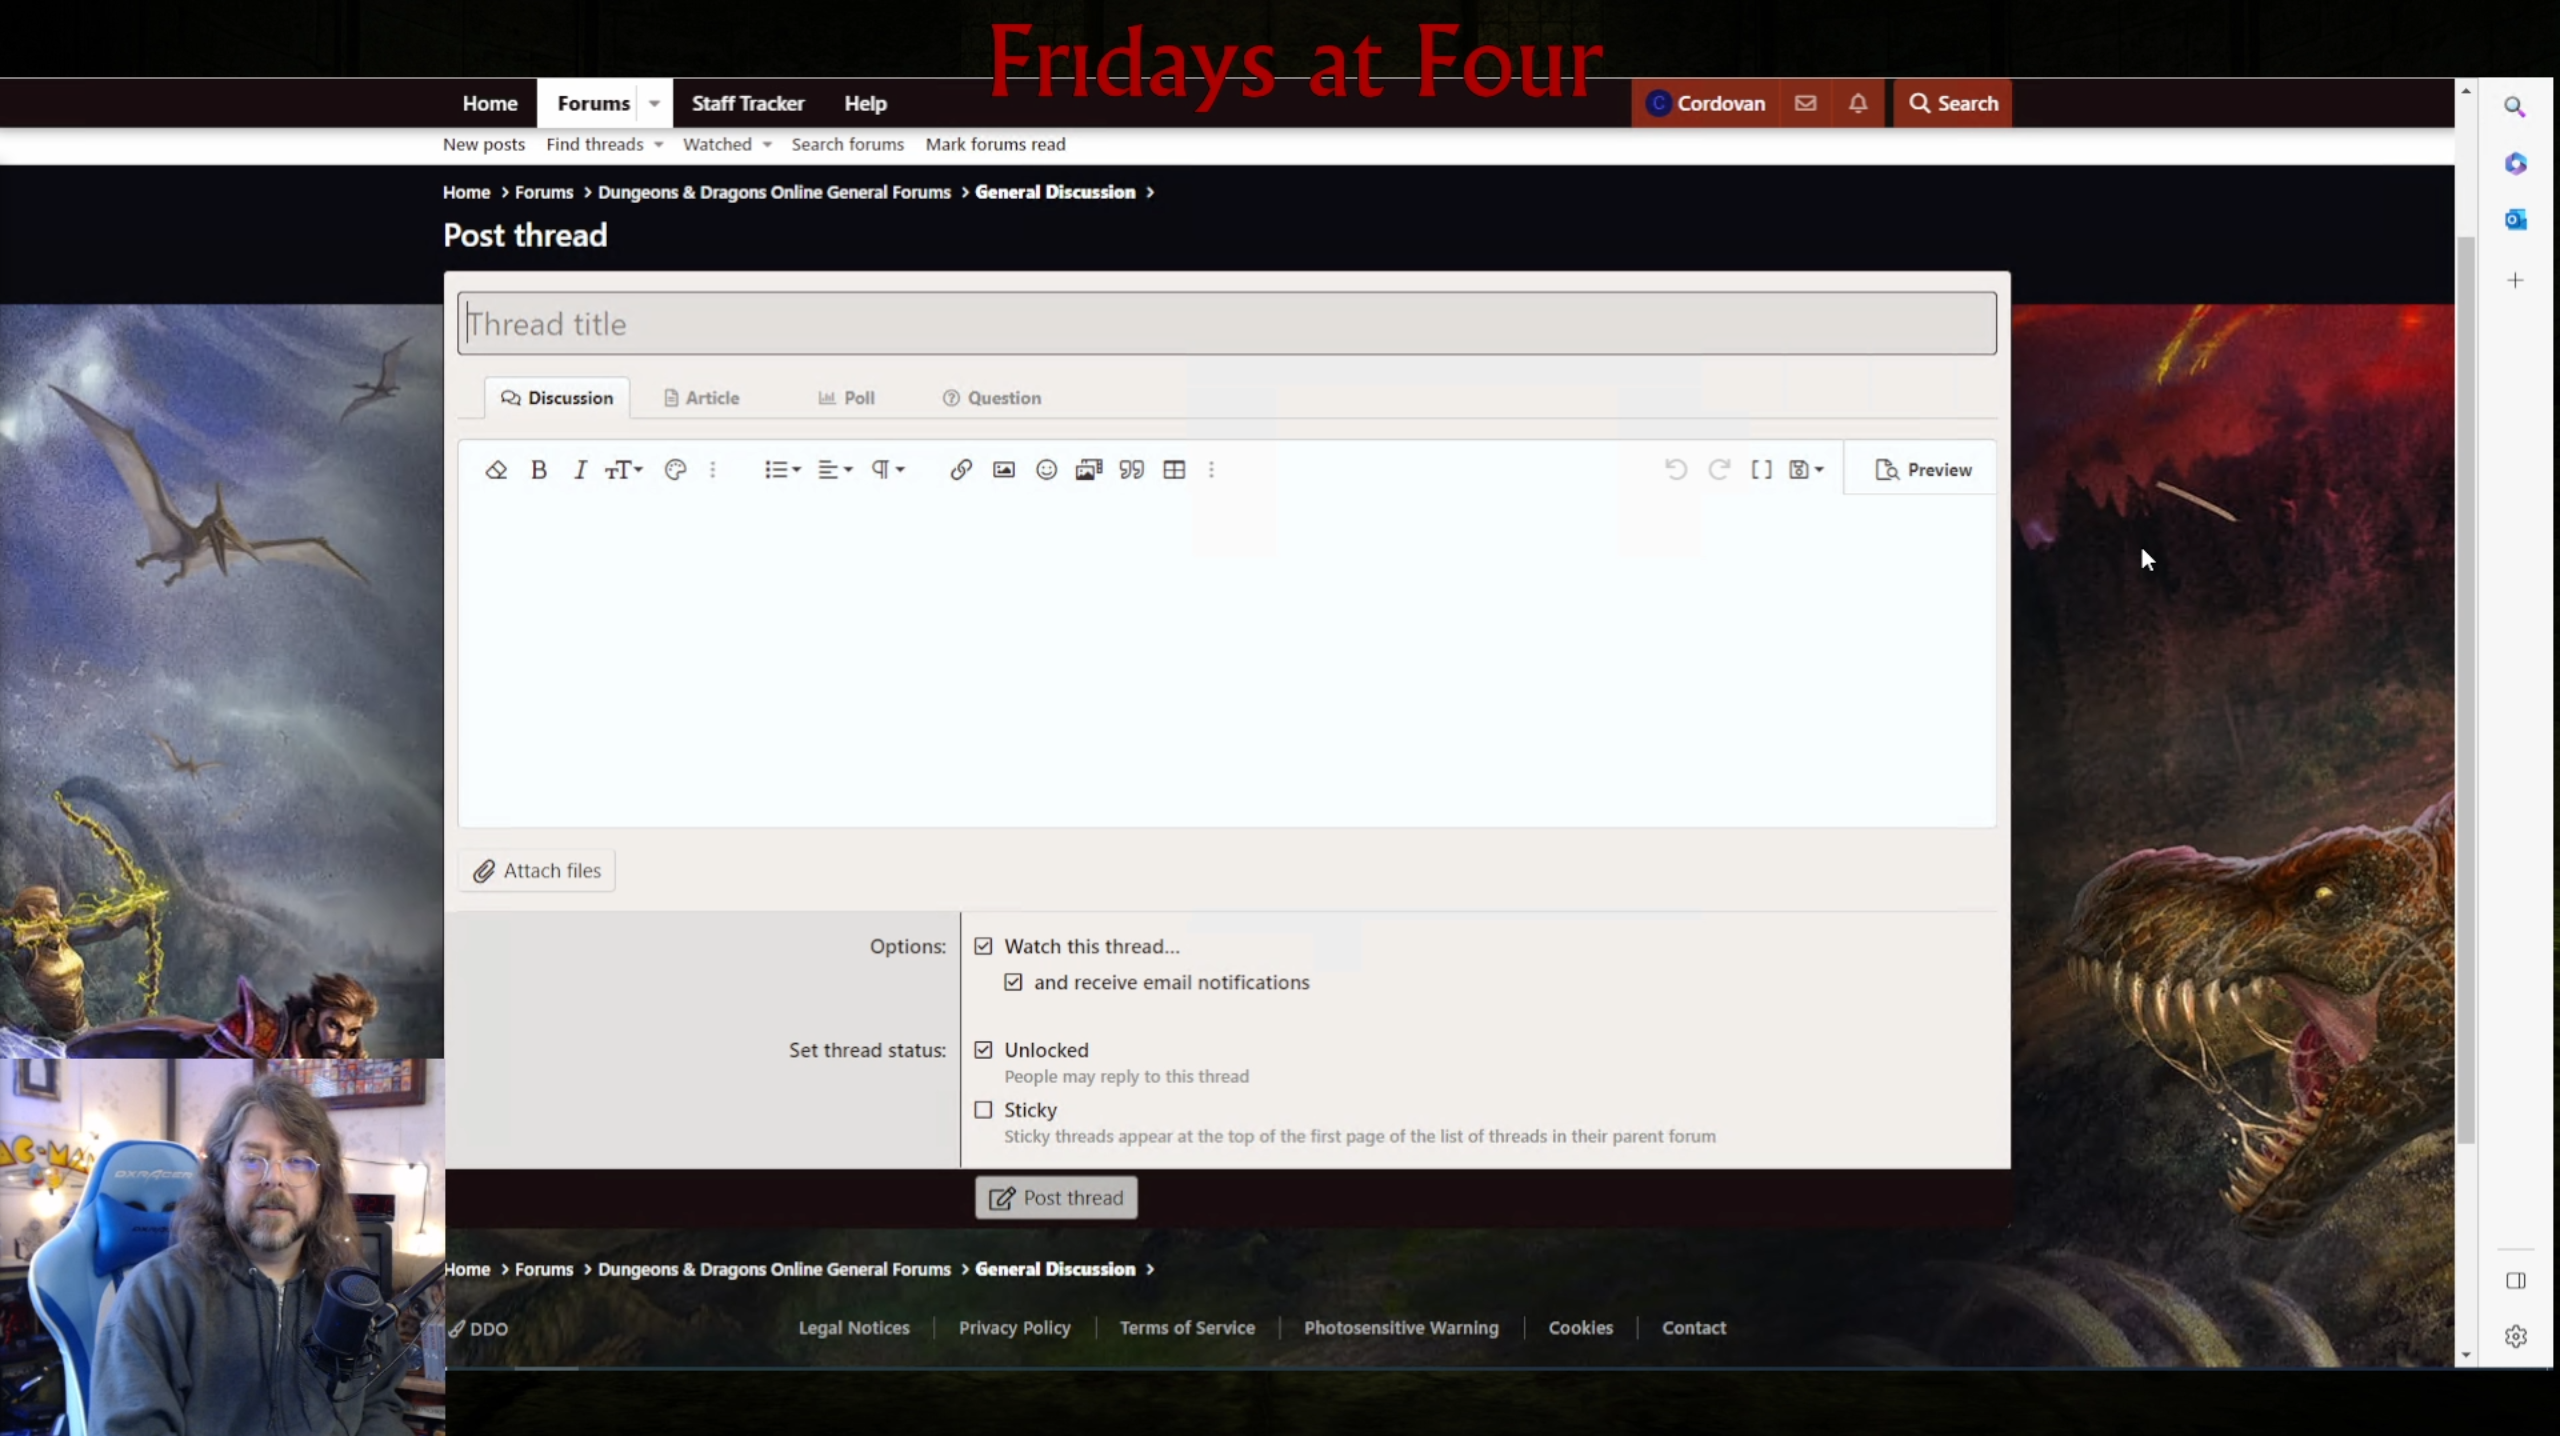 Fridays at Four
Home Forums Staff Tracker Help
C Cordovan Search
New posts Find threads Watched Search forums Mark forums read
Home > Forums > Dungeons & Dragons Online General Forums > General Discussion >
Post thread
Thread title
Discussion Article Poll Question
B I TT Preview
Attach files
Options: Watch this thread...
and receive email notifications
Set thread status: Unlocked
People may reply to this thread
Sticky
Sticky threads appear at the top of the first page of the list of threads in their parent forum
Post thread
DXRACER
Home > Forums > Dungeons & Dragons Online General Forums > General Discussion >
DDO Legal Notices Privacy Policy Terms of Service Photosensitive Warning Cookies Contact